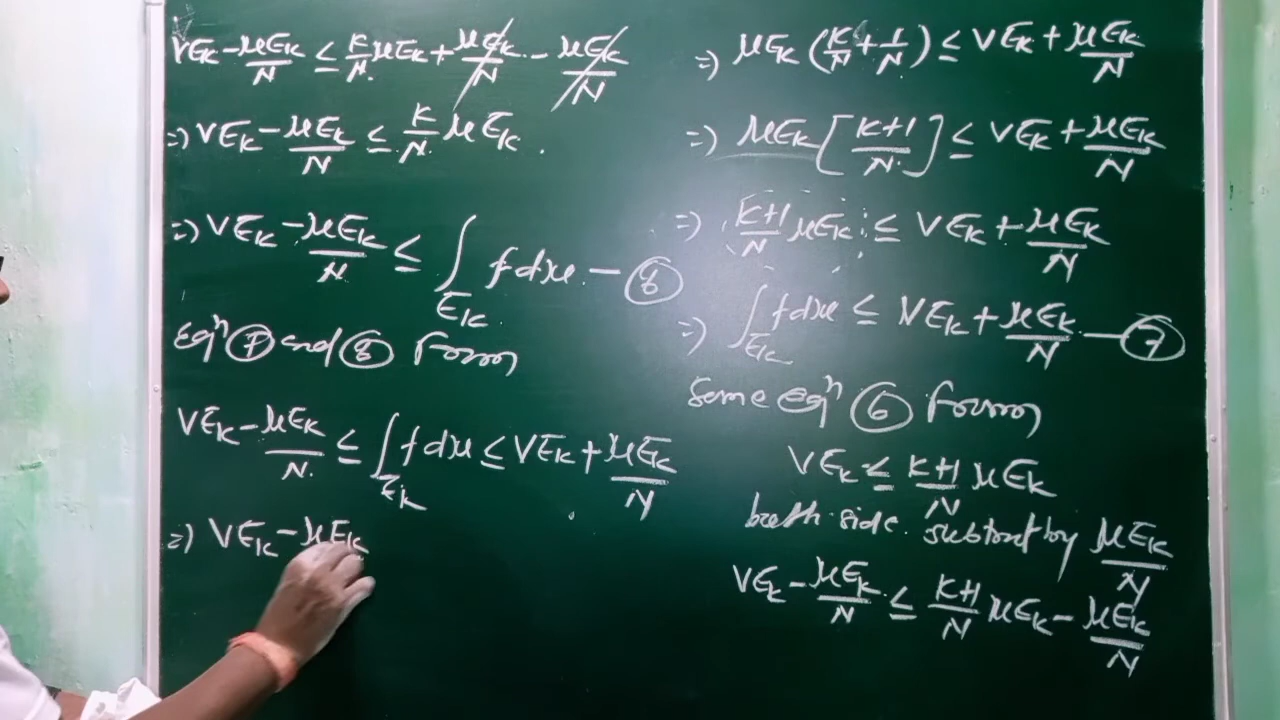 νE_K - μE_K/N ≤ K/N μE_K + μE_K/N - μE_K/N
=) νE_K - μE_K/N ≤ K/N μE_K.
=) νE_K - μE_K/N ≤ ∫_{E_K} f dμ. — (8)
Eqⁿ (7) and (8) Form
νE_K - μE_K/N. ≤ ∫_{E_K} f dμ ≤ νE_K + μE_K/N
=) νE_K - μE_K
=) μE_K (K/N + 1/N) ≤ νE_K + μE_K/N
=) μE_K [K+1/N.] ≤ νE_K + μE_K/N
=) K+1/N μE_K ≤ νE_K + μE_K/N
=) ∫_{E_K} f dμ ≤ νE_K + μE_K/N — (7)
Same eqⁿ (6) Form
νE_K ≤ K+1/N μE_K
both side. subtract by μE_K/N
νE_K - μE_K/N ≤ K+1/N μE_K - μE_K/N